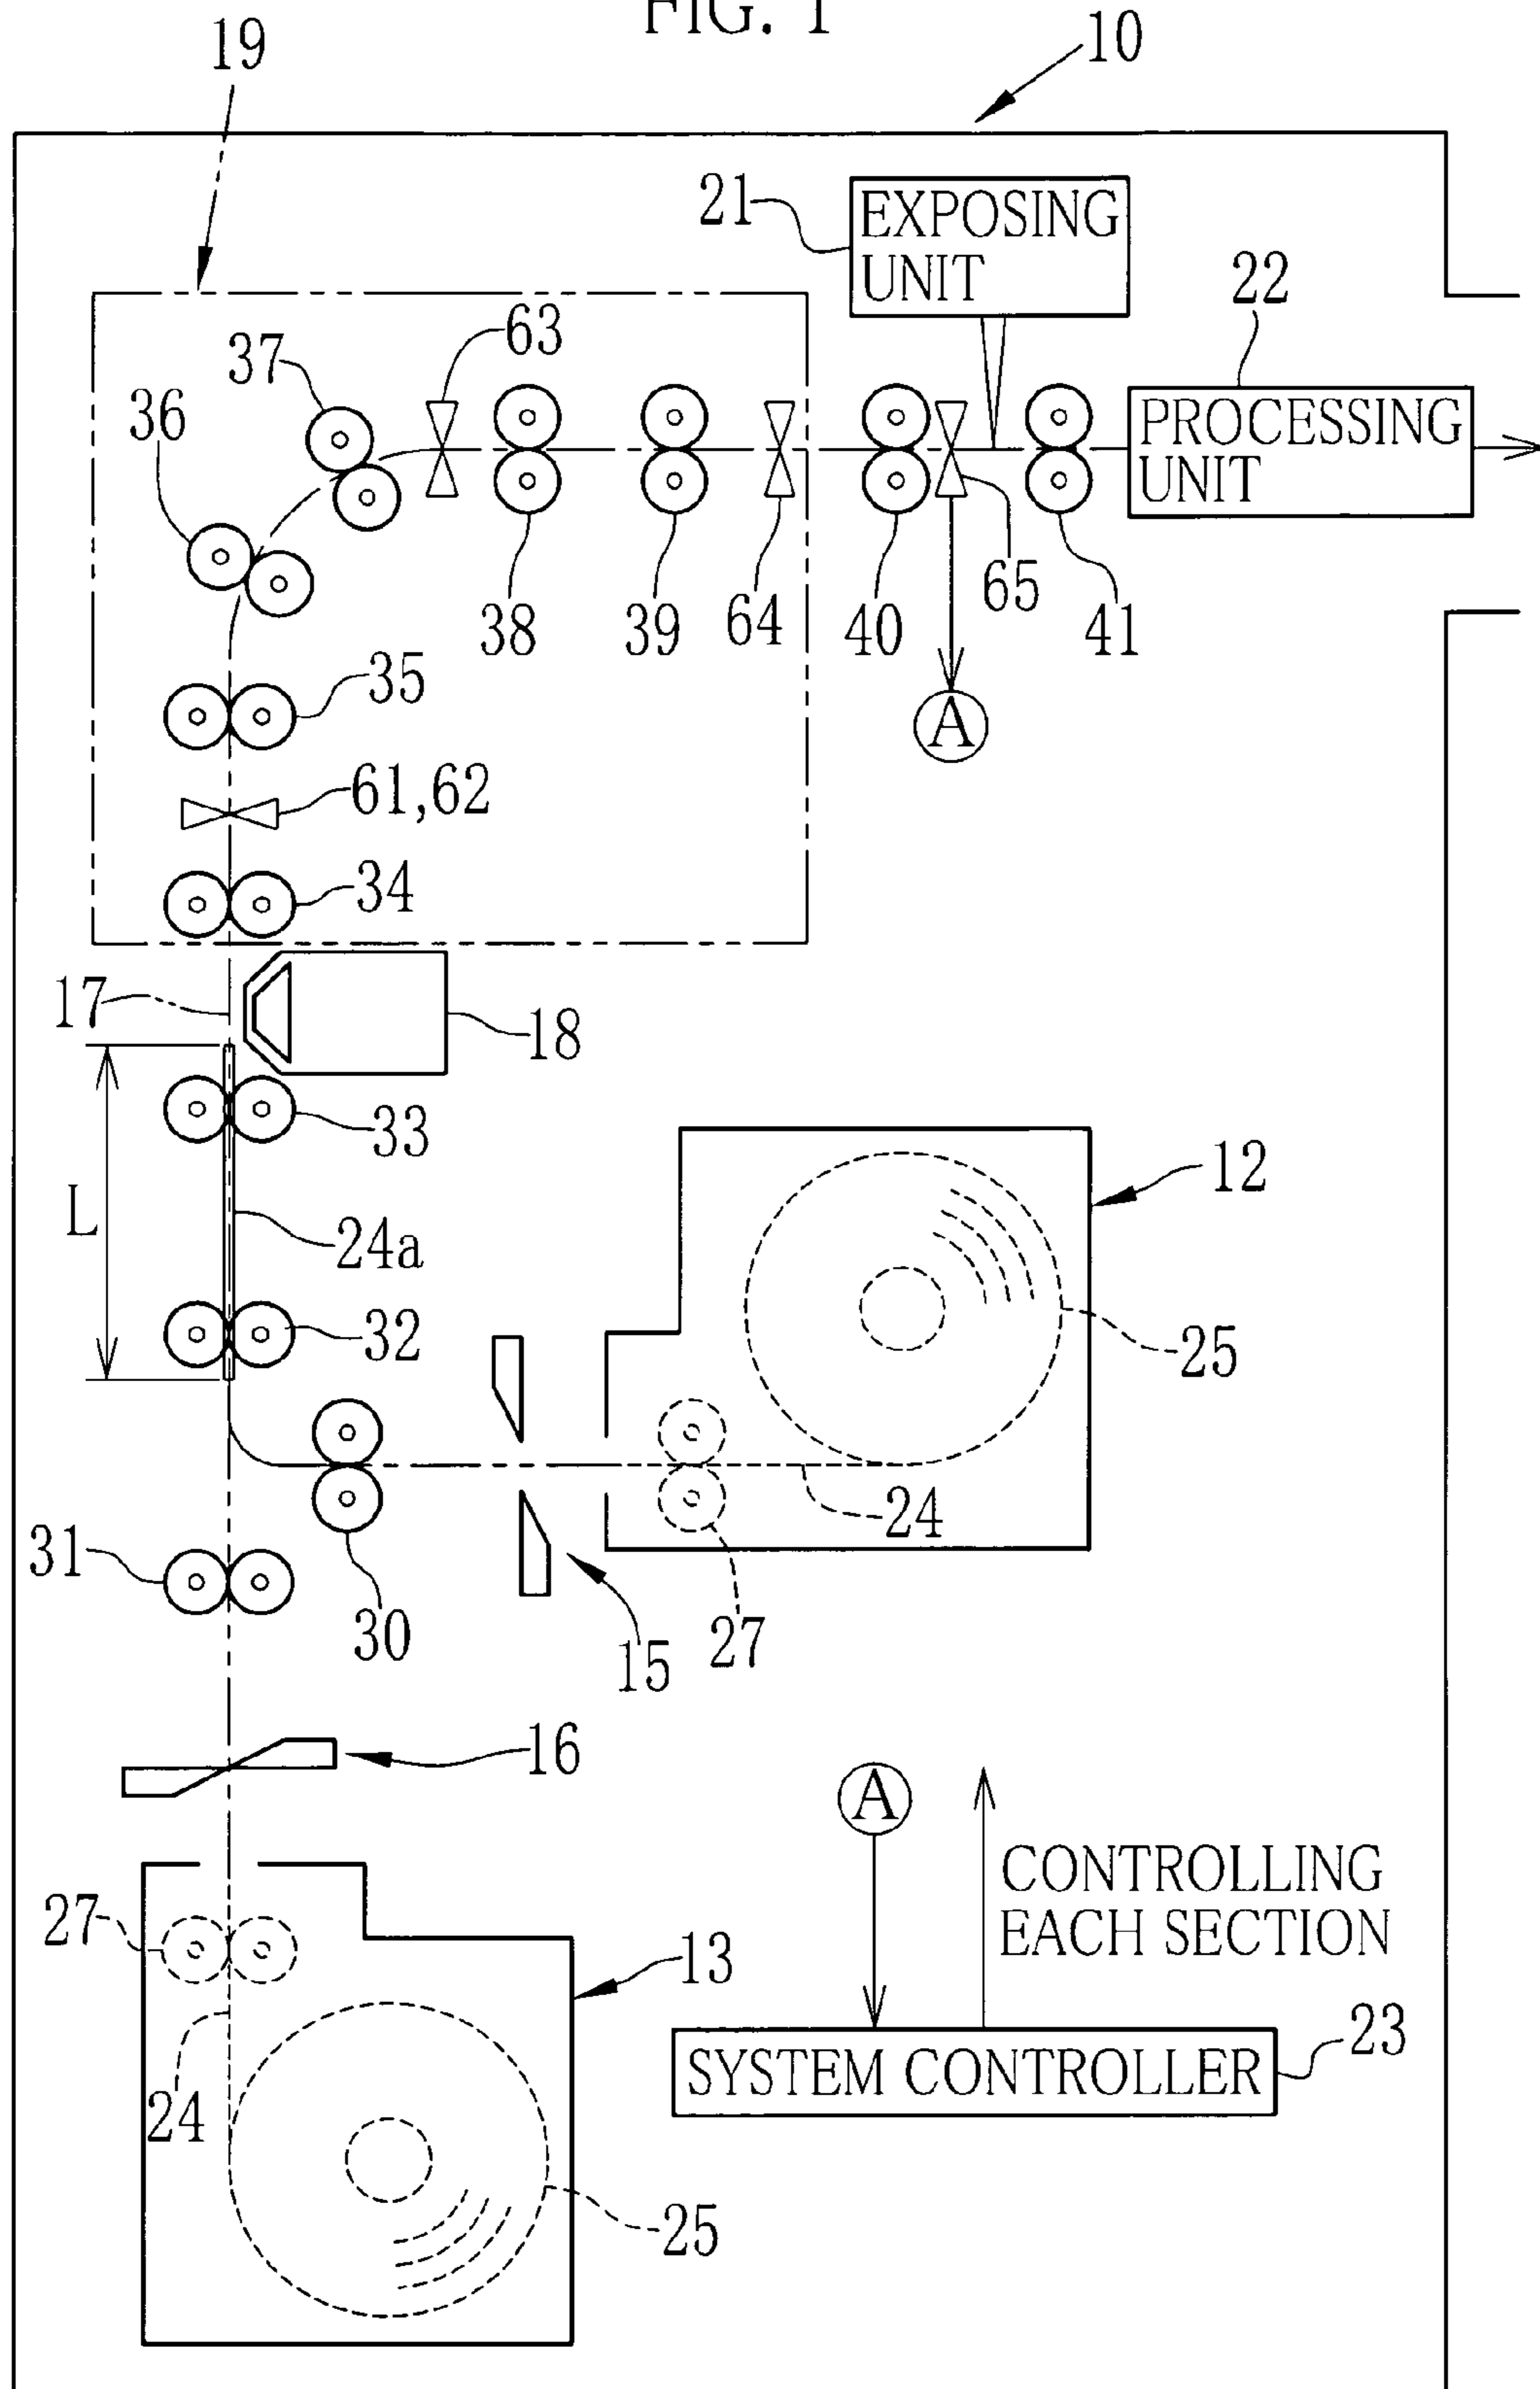 FIG. 1
19
10
21
EXPOSING
UNIT
22
63
37
36
PROCESSING
UNIT
38
39
64
40
65
41
35
A
61,62
34
17
18
33
12
L
24a
32
25
24
31
30
15
27
16
A
CONTROLLING
EACH SECTION
27
13
23
SYSTEM CONTROLLER
24
25